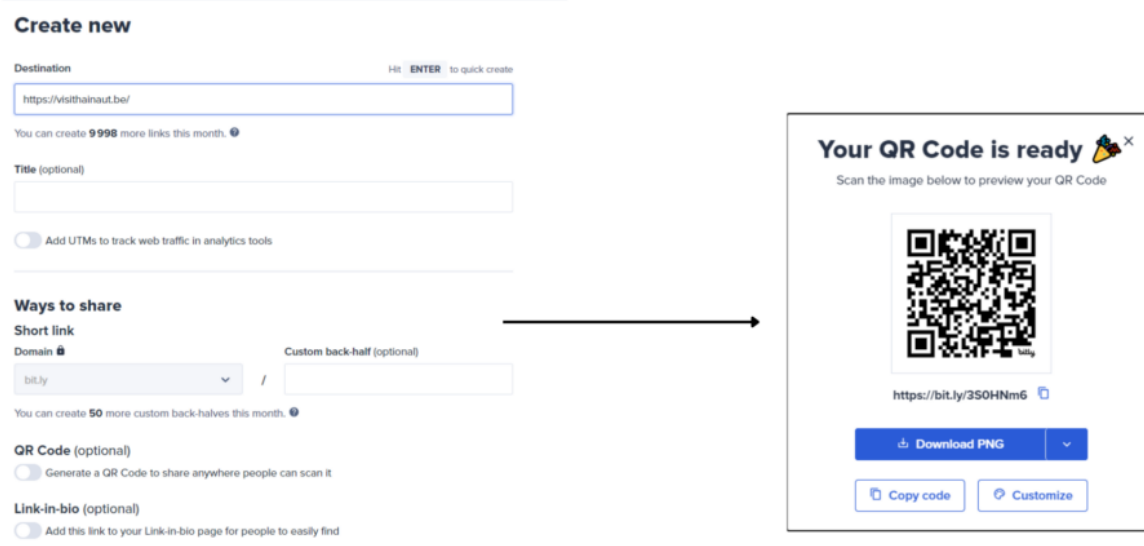 Create new
Destination
Hit ENTER to quick create
https://visithainaut.be/
You can create 9 998 more links this month.
Title (optional)
Add UTMs to track web traffic in analytics tools
Ways to share
Short link
Domain
Custom back-half (optional)
bit.ly
/
You can create 50 more custom back-halves this month.
QR Code (optional)
Generate a QR Code to share anywhere people can scan it
Link-in-bio (optional)
Add this link to your Link-in-bio page for people to easily find
Your QR Code is ready
Scan the image below to preview your QR Code
bitly
https://bit.ly/3S0HNm6
Download PNG
Copy code
Customize